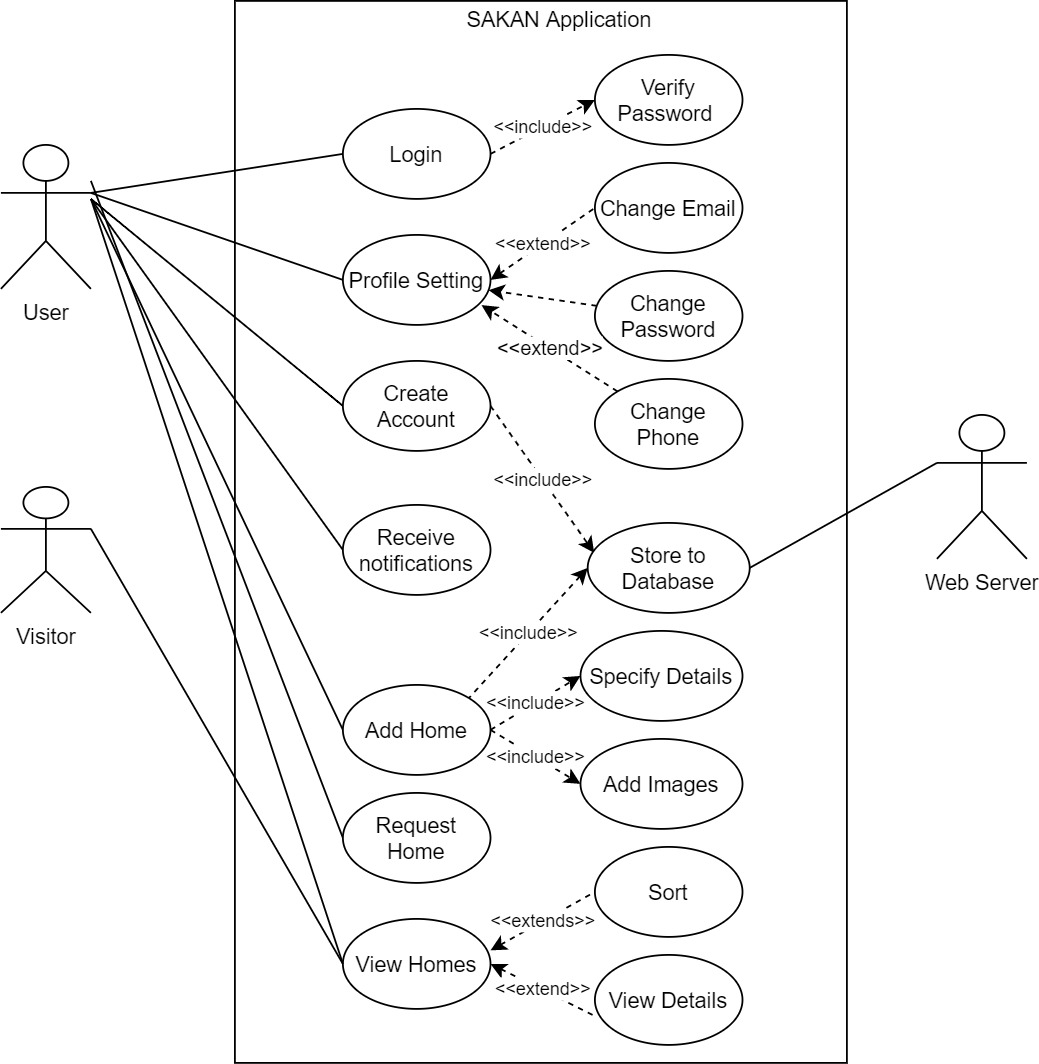 SAKAN Application
Verify
Password
<<include>>
Login
Change Email
<<extend>>
Profile Setting
Change
Password
User
<<extend>>
Create
Account
Change
Phone
<<include>>
Receive
notifications
Store to
Database
Web Server
Visitor
<<include>>
Specify Details
<<include>>
Add Home
<<include>>
Add Images
Request
Home
Sort
<<extends>>
View Homes
<<extend>>
View Details